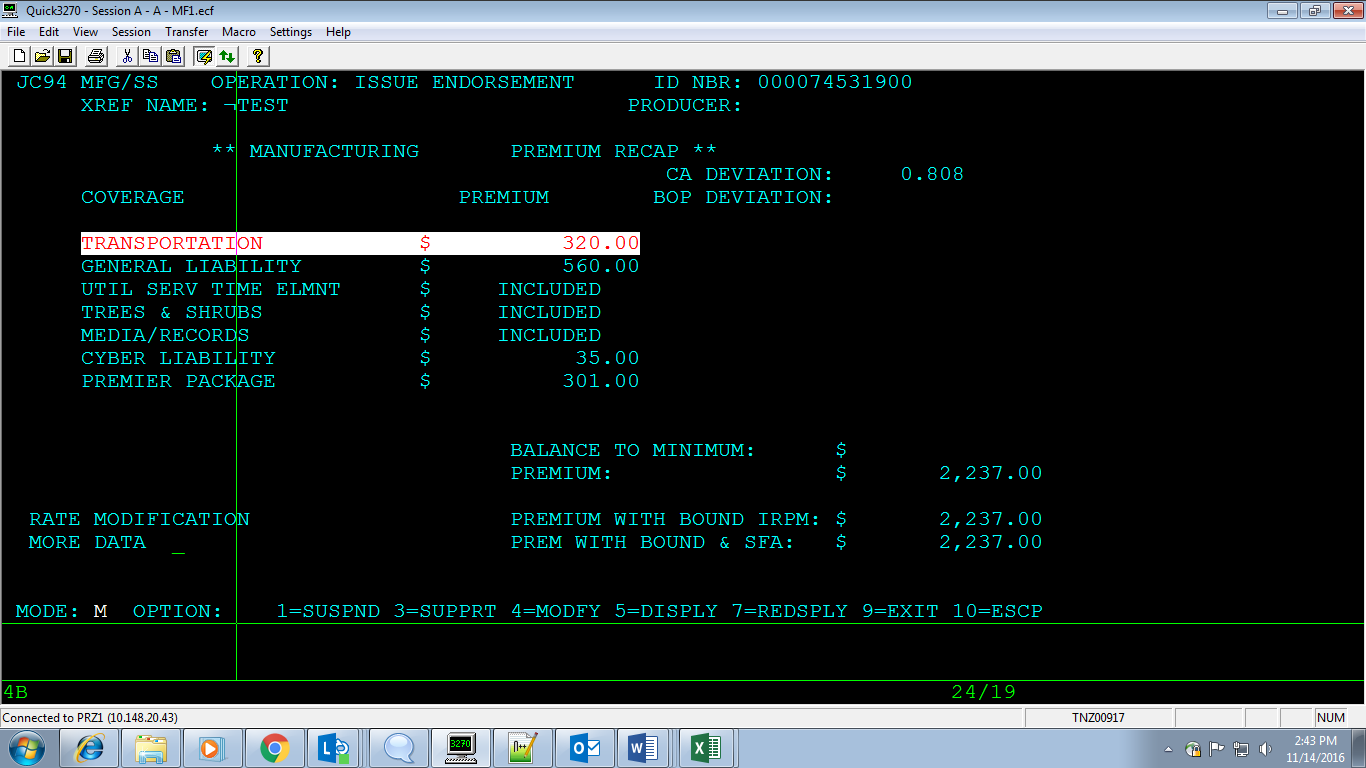 Quick3270 - Session A - A - MF1.ecf
File Edit View Session Transfer Macro Settings Help
JC94 MFG/SS OPERATION: ISSUE ENDORSEMENT ID NBR: 000074531900
XREF NAME: ¬TEST PRODUCER:
** MANUFACTURING PREMIUM RECAP **
CA DEVIATION: 0.808
COVERAGE PREMIUM BOP DEVIATION:
TRANSPORTATION $ 320.00
GENERAL LIABILITY $ 560.00
UTIL SERV TIME ELMNT $ INCLUDED
TREES & SHRUBS $ INCLUDED
MEDIA/RECORDS $ INCLUDED
CYBER LIABILITY $ 35.00
PREMIER PACKAGE $ 301.00
BALANCE TO MINIMUM: $
PREMIUM: $ 2,237.00
RATE MODIFICATION PREMIUM WITH BOUND IRPM: $ 2,237.00
MORE DATA _ PREM WITH BOUND & SFA: $ 2,237.00
MODE: M OPTION: 1=SUSPND 3=SUPPRT 4=MODFY 5=DISPLY 7=REDSPLY 9=EXIT 10=ESCP
4B 24/19
Connected to PRZ1 (10.148.20.43) TNZ00917 NUM
3270
2:43 PM
11/14/2016